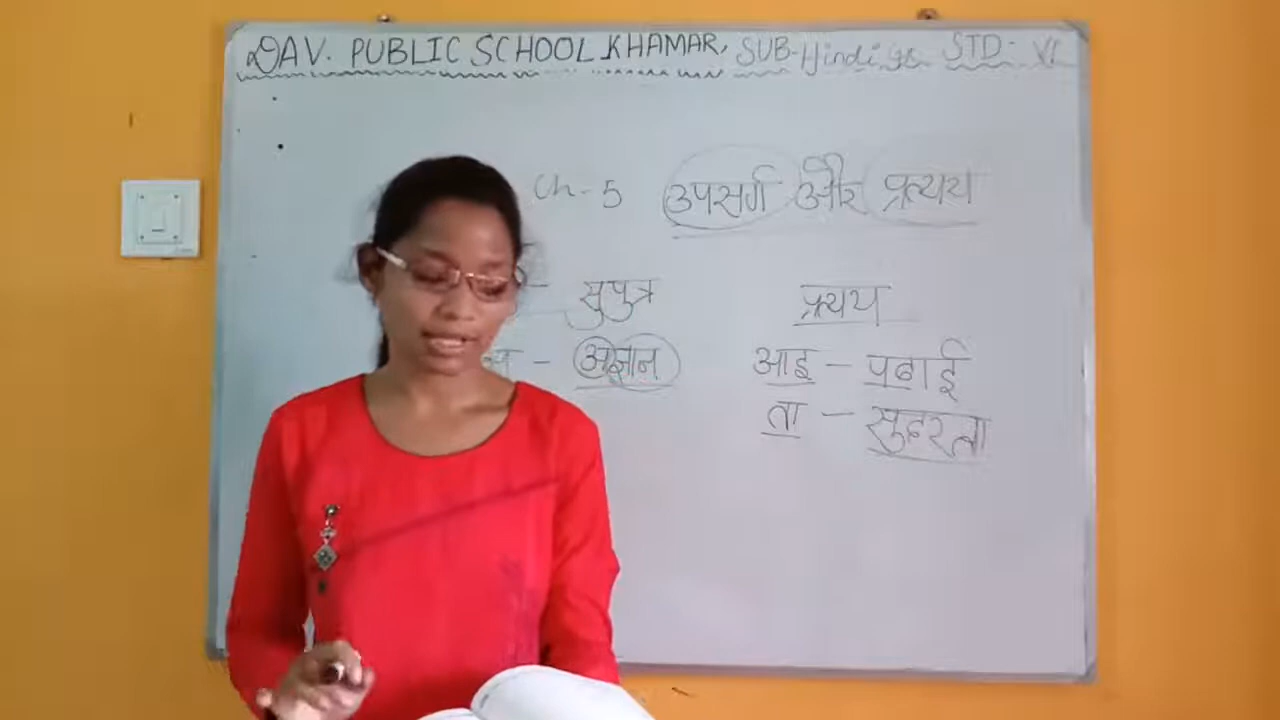 DAV. PUBLIC SCHOOL KHAMAR, SUB-Hindi, STD- VI
Ch-5 उपसर्ग और प्रत्यय
- सुपुत्र
- अज्ञान
प्रत्यय
आइ - पढाई
ता - सुदरता